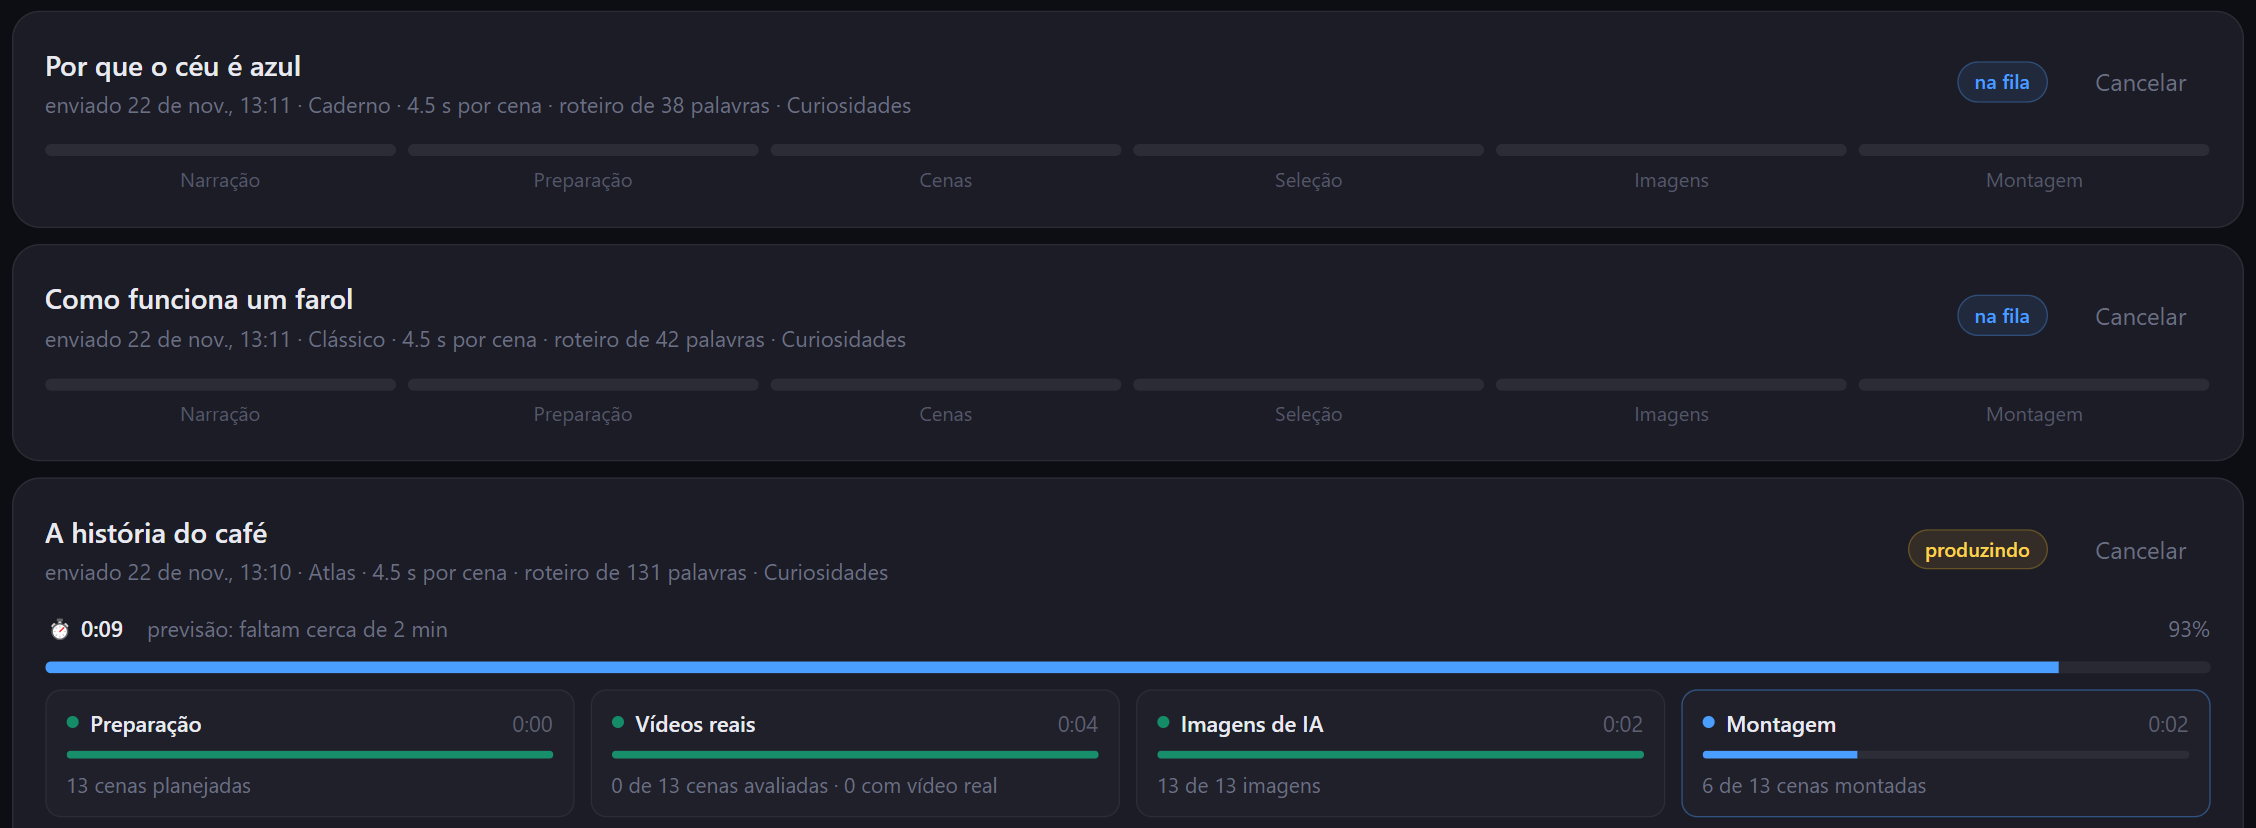 Por que o céu é azul
enviado 22 de nov., 13:11 · Caderno · 4.5 s por cena · roteiro de 38 palavras · Curiosidades
na fila
Cancelar
Narração
Preparação
Cenas
Seleção
Imagens
Montagem
Como funciona um farol
enviado 22 de nov., 13:11 · Clássico · 4.5 s por cena · roteiro de 42 palavras · Curiosidades
na fila
Cancelar
Narração
Preparação
Cenas
Seleção
Imagens
Montagem
A história do café
enviado 22 de nov., 13:10 · Atlas · 4.5 s por cena · roteiro de 131 palavras · Curiosidades
produzindo
Cancelar
0:09 previsão: faltam cerca de 2 min
93%
Preparação 0:00
13 cenas planejadas
Vídeos reais 0:04
0 de 13 cenas avaliadas · 0 com vídeo real
Imagens de IA 0:02
13 de 13 imagens
Montagem 0:02
6 de 13 cenas montadas